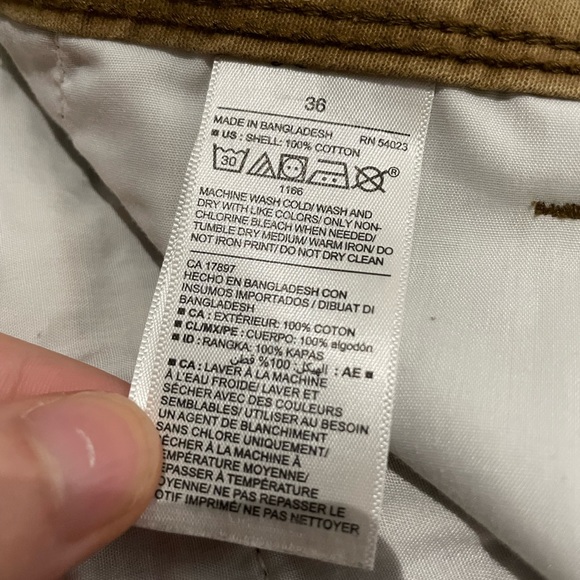 36
MADE IN BANGLADESH RN 54023
■ US : SHELL: 100% COTTON
30 ®
1166
MACHINE WASH COLD/ WASH AND
DRY WITH LIKE COLORS/ ONLY NON-
CHLORINE BLEACH WHEN NEEDED/
TUMBLE DRY MEDIUM/ WARM IRON/ DO
NOT IRON PRINT/ DO NOT DRY CLEAN
CA 17897
HECHO EN BANGLADESH CON
INSUMOS IMPORTADOS / DIBUAT DI
BANGLADESH
■ CA : EXTÉRIEUR: 100% COTON
■ CL/MX/PE : CUERPO: 100% algodón
■ ID : RANGKA: 100% KAPAS
■ AE : الهيكل: 100% قطن
■ CA : LAVER À LA MACHINE
À L'EAU FROIDE/ LAVER ET
SÉCHER AVEC DES COULEURS
SEMBLABLES/ UTILISER AU BESOIN
UN AGENT DE BLANCHIMENT
SANS CHLORE UNIQUEMENT/
SÉCHER À LA MACHINE À
TEMPÉRATURE MOYENNE/
REPASSER À TEMPÉRATURE
MOYENNE/ NE PAS REPASSER LE
MOTIF IMPRIMÉ/ NE PAS NETTOYER